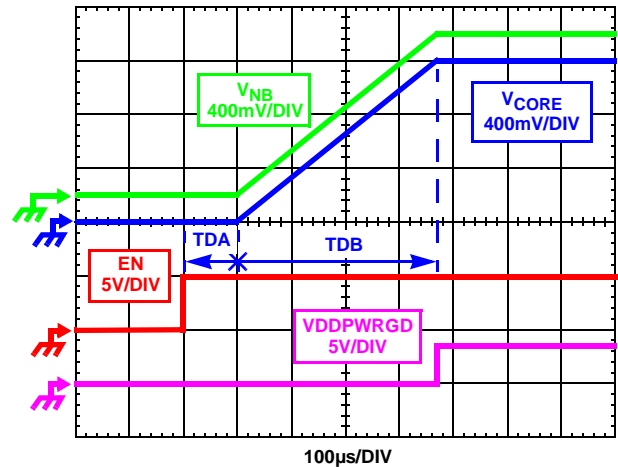 VNB
400mV/DIV
VCORE
400mV/DIV
TDA
TDB
EN
5V/DIV
VDDPWRGD
5V/DIV
100µs/DIV